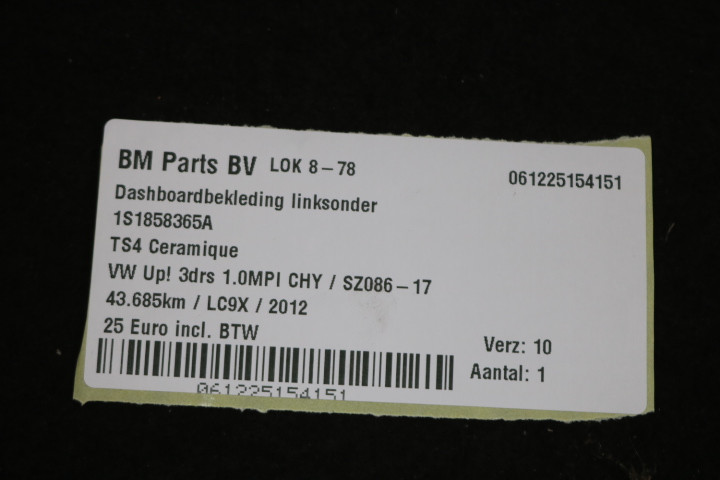 BM Parts BV LOK 8-78 061225154151
Dashboardbekleding linksonder
1S1858365A
TS4 Ceramique
VW Up! 3drs 1.0MPI CHY / SZ086-17
43.685km / LC9X / 2012
25 Euro incl. BTW
Verz: 10
Aantal: 1
061225154151